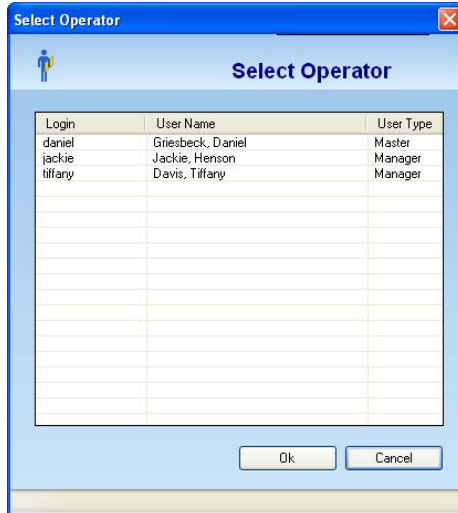 Select Operator
Select Operator
Login User Name User Type
daniel Griesbeck, Daniel Master
jackie Jackie, Henson Manager
tiffany Davis, Tiffany Manager
Ok Cancel